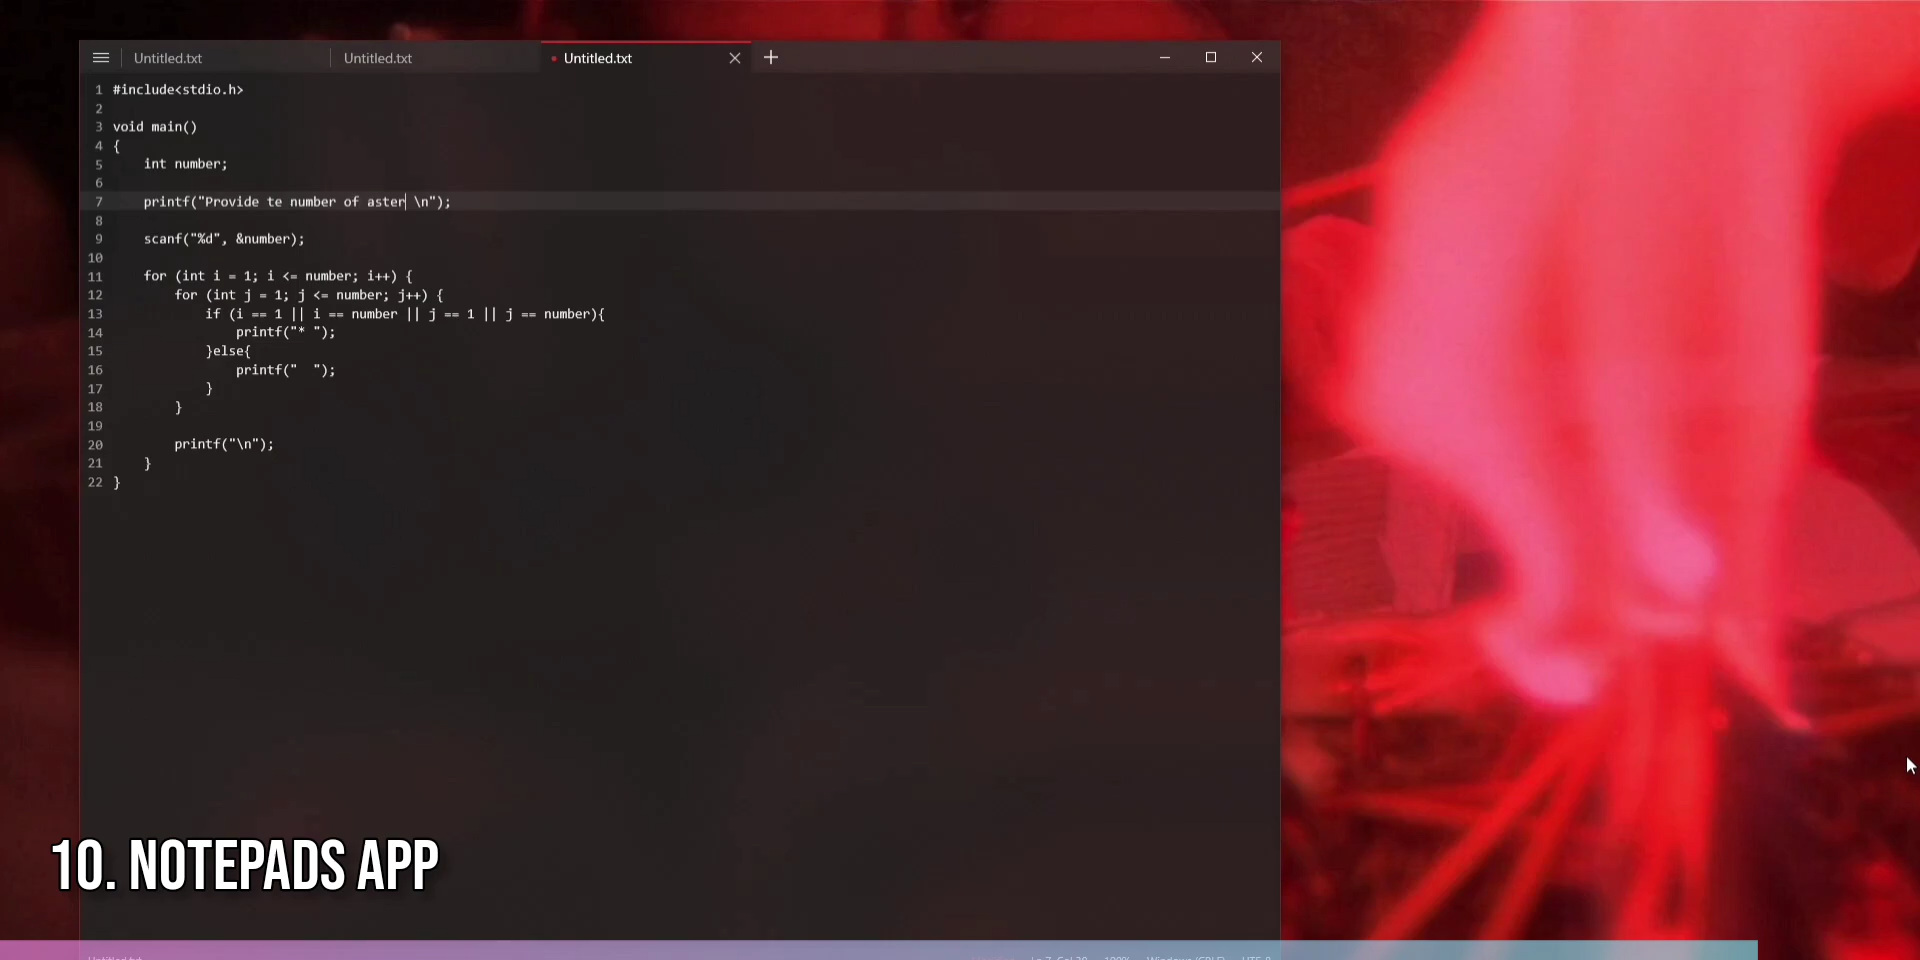 Untitled.txt Untitled.txt Untitled.txt
1 #include<stdio.h>
2
3 void main()
4 {
5     int number;
6
7     printf("Provide te number of aster \n");
8
9     scanf("%d", &number);
10
11     for (int i = 1; i <= number; i++) {
12         for (int j = 1; j <= number; j++) {
13             if (i == 1 || i == number || j == 1 || j == number){
14                 printf("* ");
15             }else{
16                 printf("  ");
17             }
18         }
19
20         printf("\n");
21     }
22 }
10. NOTEPADS APP